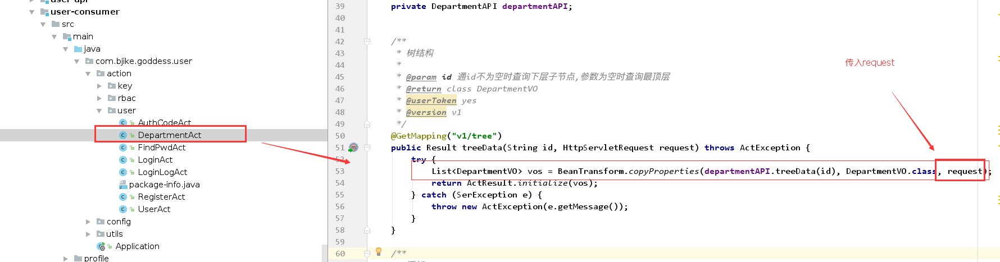 user-api
user-consumer
src
main
java
com.bjike.goddess.user
action
key
rbac
user
AuthCodeAct
DepartmentAct
FindPwdAct
LoginAct
LoginLogAct
package-info.java
RegisterAct
UserAct
config
utils
Application
profile
39 private DepartmentAPI departmentAPI;
40
41
42 /**
43 * 树结构
44 *
45 * @param id 通id不为空时查询下层子节点,参数为空时查询最顶层
46 * @return class DepartmentVO
47 * @userToken yes
48 * @version v1
49 */
50 @GetMapping("v1/tree")
51 public Result treeData(String id, HttpServletRequest request) throws ActException {
52 try {
53 List<DepartmentVO> vos = BeanTransform.copyProperties(departmentAPI.treeData(id), DepartmentVO.class, request);
54 return ActResult.initialize(vos);
55 } catch (SerException e) {
56 throw new ActException(e.getMessage());
57 }
58 }
59
60 /**
传入request